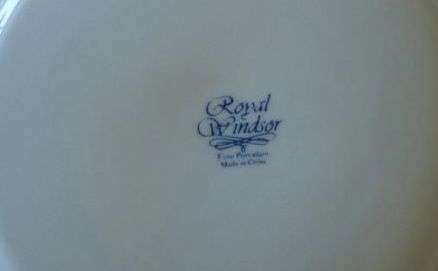 Royal
Windsor
Fine Porcelain
Made in China